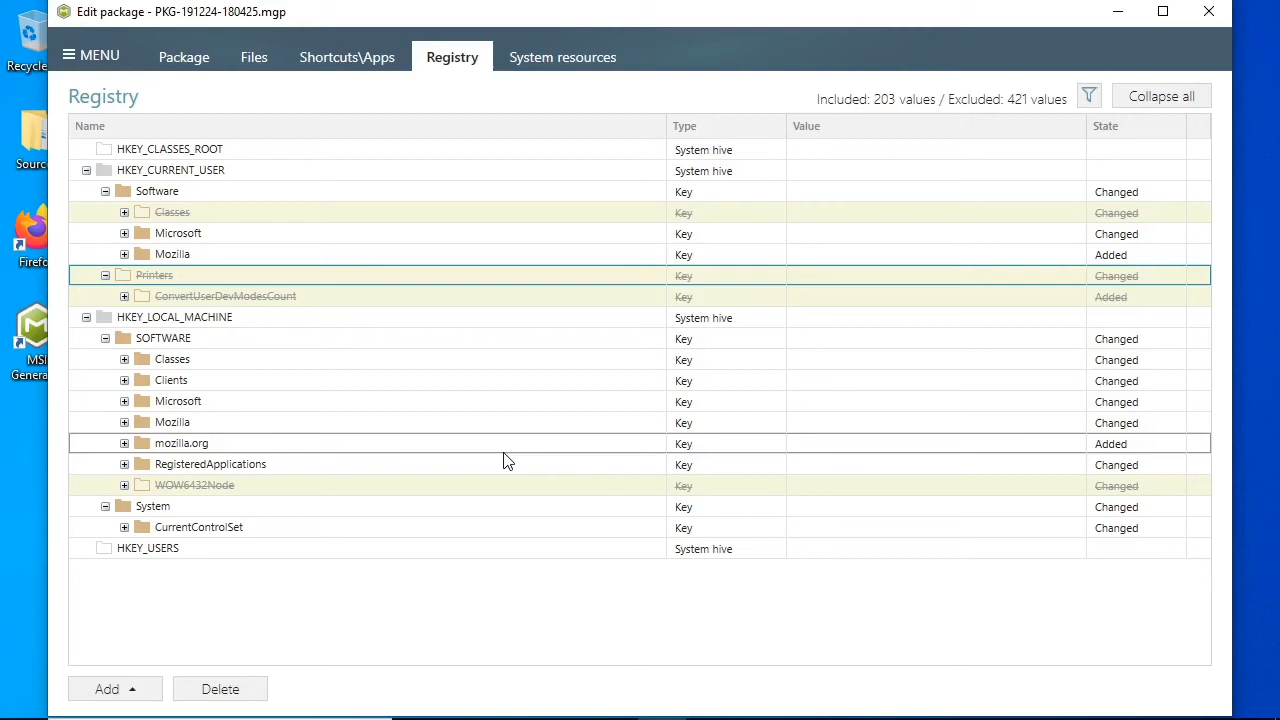 Edit package - PKG-191224-180425.mgp
Recycle
MENU
Package
Files
Shortcuts\Apps
Registry
System resources
Registry
Included: 203 values / Excluded: 421 values
Collapse all
Name Type Value State
HKEY_CLASSES_ROOT System hive
Sourc
HKEY_CURRENT_USER System hive
Software Key Changed
Classes Key Changed
Microsoft Key Changed
Mozilla Key Added
Firefo
Printers Key Changed
ConvertUserDevModesCount Key Added
HKEY_LOCAL_MACHINE System hive
SOFTWARE Key Changed
Classes Key Changed
MSI
Genera
Clients Key Changed
Microsoft Key Changed
Mozilla Key Changed
mozilla.org Key Added
RegisteredApplications Key Changed
WOW6432Node Key Changed
System Key Changed
CurrentControlSet Key Changed
HKEY_USERS System hive
Add
Delete